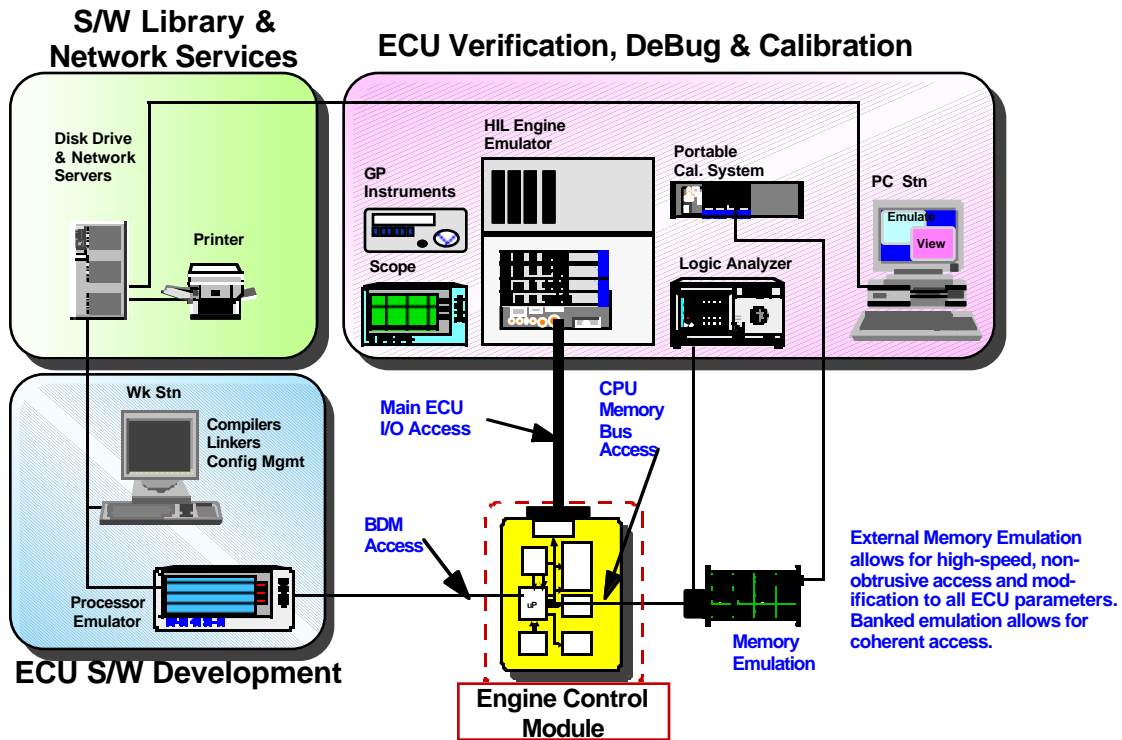 S/W Library &
Network Services
ECU Verification, DeBug & Calibration
Disk Drive
& Network
Servers
Printer
GP
Instruments
Scope
HIL Engine
Emulator
Portable
Cal. System
Logic Analyzer
PC Stn
Emulate
View
Wk Stn
Compilers
Linkers
Config Mgmt
Processor
Emulator
ECU S/W Development
Main ECU
I/O Access
CPU
Memory
Bus
Access
BDM
Access
uP
Engine Control
Module
Memory
Emulation
External Memory Emulation
allows for high-speed, non-
obtrusive access and mod-
ification to all ECU parameters.
Banked emulation allows for
coherent access.